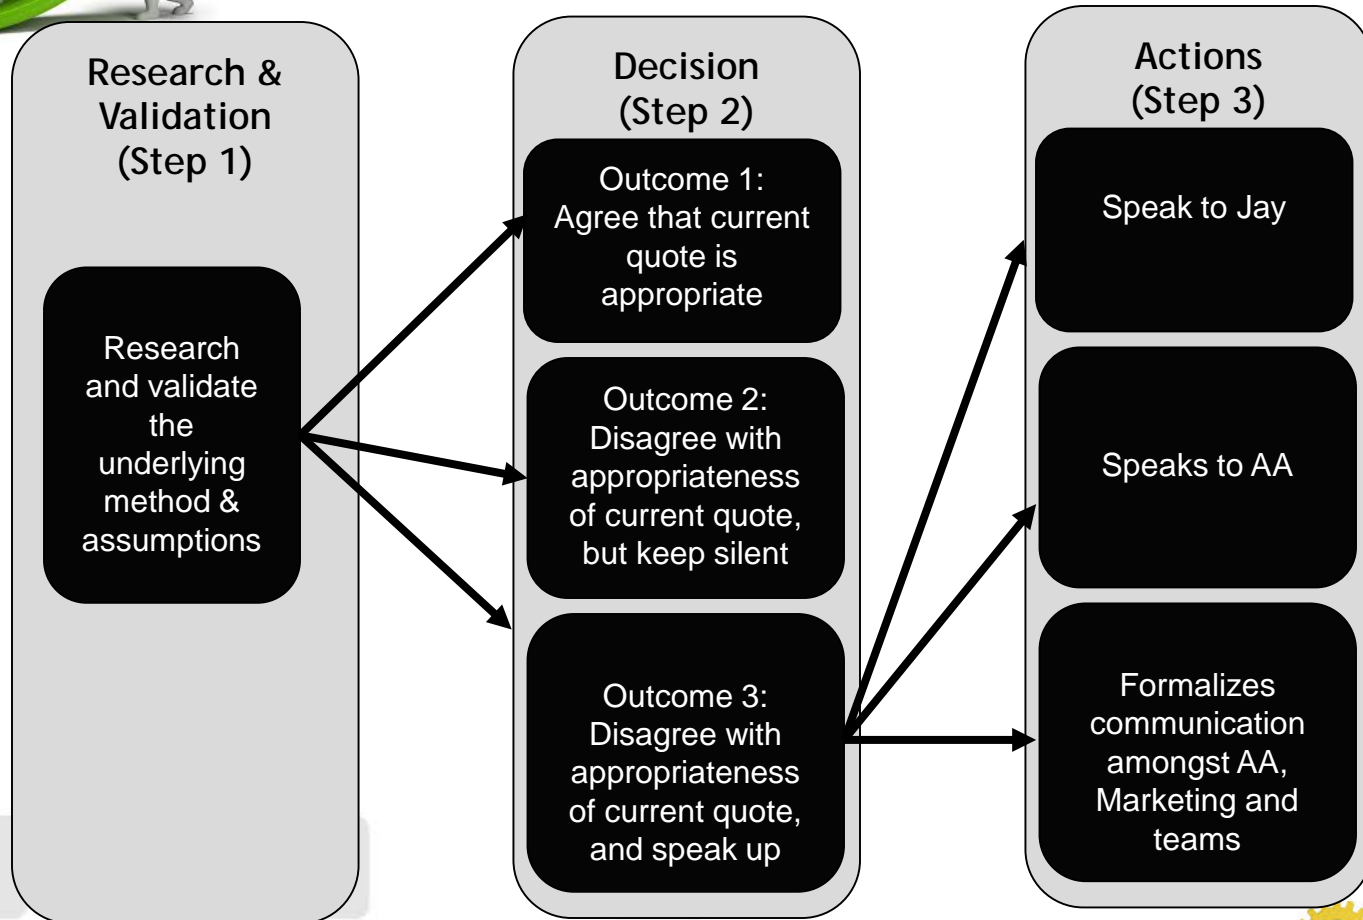 Research &
Validation
(Step 1)
Research
and validate
the
underlying
method &
assumptions
Decision
(Step 2)
Outcome 1:
Agree that current
quote is
appropriate
Outcome 2:
Disagree with
appropriateness
of current quote,
but keep silent
Outcome 3:
Disagree with
appropriateness
of current quote,
and speak up
Actions
(Step 3)
Speak to Jay
Speaks to AA
Formalizes
communication
amongst AA,
Marketing and
teams